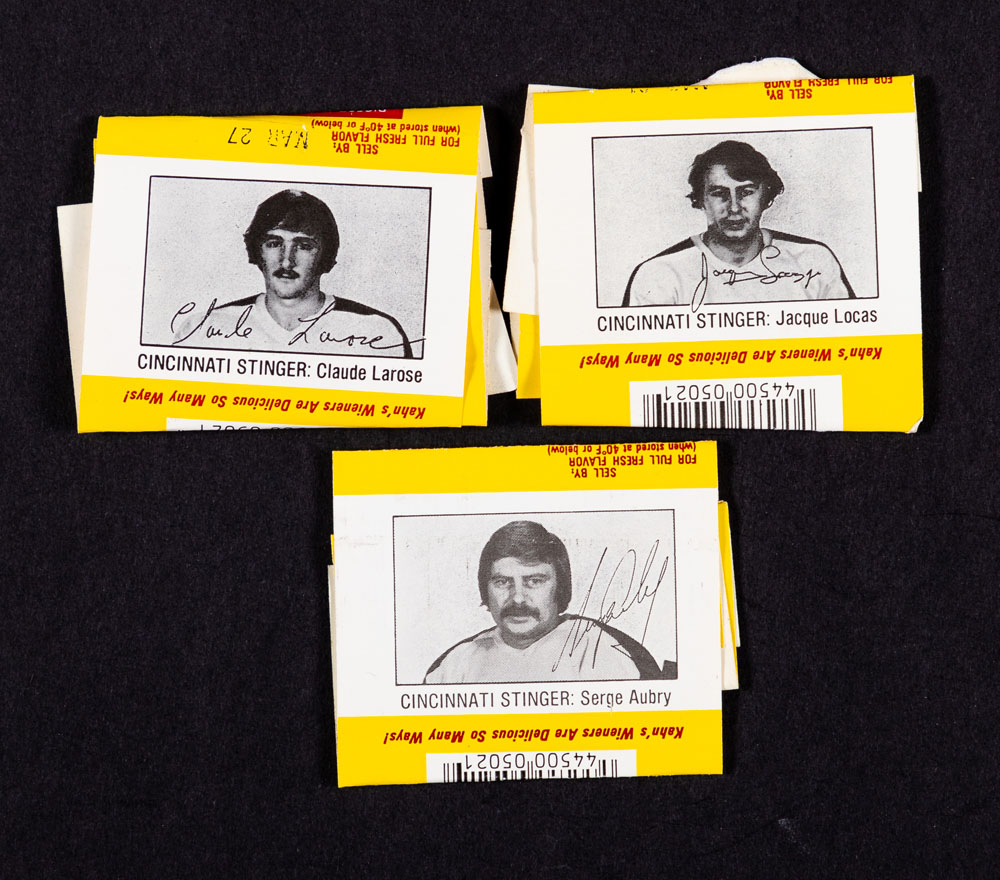 FOR FULL FRESH FLAVOR
(when stored at 40°F or below)
SELL BY:
MAR 27
Claude Larose
CINCINNATI STINGER: Claude Larose
Kahn's Wieners Are Delicious So Many Ways!
FOR FULL FRESH FLAVOR
SELL BY:
CINCINNATI STINGER: Jacque Locas
Kahn's Wieners Are Delicious So Many Ways!
44500 05021
(when stored at 40°F or below)
FOR FULL FRESH FLAVOR
SELL BY:
CINCINNATI STINGER: Serge Aubry
Kahn's Wieners Are Delicious So Many Ways!
44500 05021